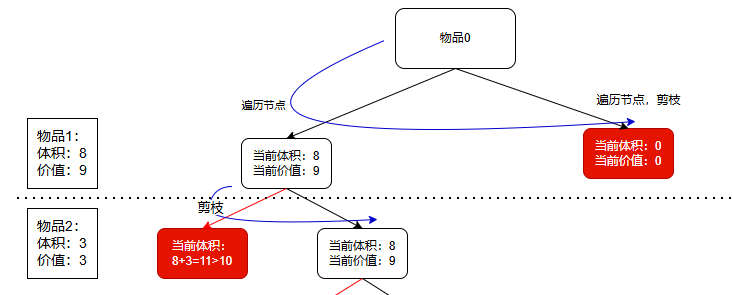 物品0
遍历节点
遍历节点，剪枝
物品1：
体积：8
价值：9
当前体积：8
当前价值：9
当前体积：0
当前价值：0
剪枝
物品2：
体积：3
价值：3
当前体积：
8+3=11>10
当前体积：8
当前价值：9